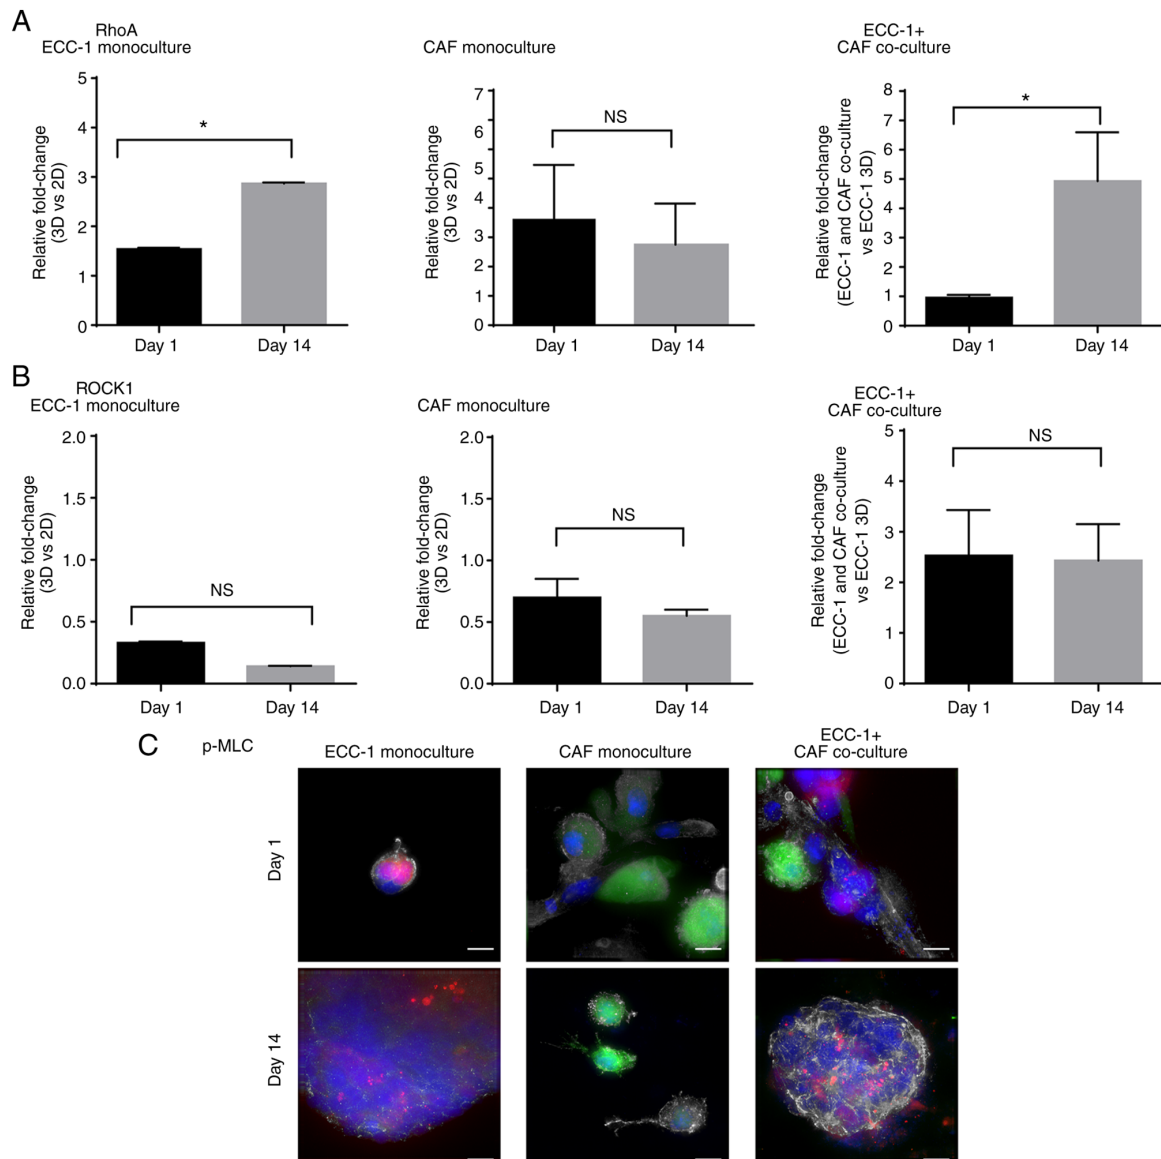 A
RhoA
ECC-1 monoculture
CAF monoculture
ECC-1+
CAF co-culture
Relative fold-change
(3D vs 2D)
5
4
3
2
1
0
*
Day 1
Day 14
Relative fold-change
(3D vs 2D)
7
6
7
6
5
4
3
2
1
0
NS
Day 1
Day 14
Relative fold-change
(ECC-1 and CAF co-culture
vs ECC-1 3D)
8
7
6
5
4
3
2
1
0
*
Day 1
Day 14
B
ROCK1
ECC-1 monoculture
CAF monoculture
ECC-1+
CAF co-culture
Relative fold-change
(3D vs 2D)
2.0
1.5
1.0
0.5
0.0
NS
Day 1
Day 14
Relative fold-change
(3D vs 2D)
2.0
1.5
1.0
0.5
0.0
NS
Day 1
Day 14
Relative fold-change
(ECC-1 and CAF co-culture
vs ECC-1 3D)
5
4
3
2
1
0
NS
Day 1
Day 14
C
p-MLC
ECC-1 monoculture
CAF monoculture
ECC-1+
CAF co-culture
Day 1
Day 14